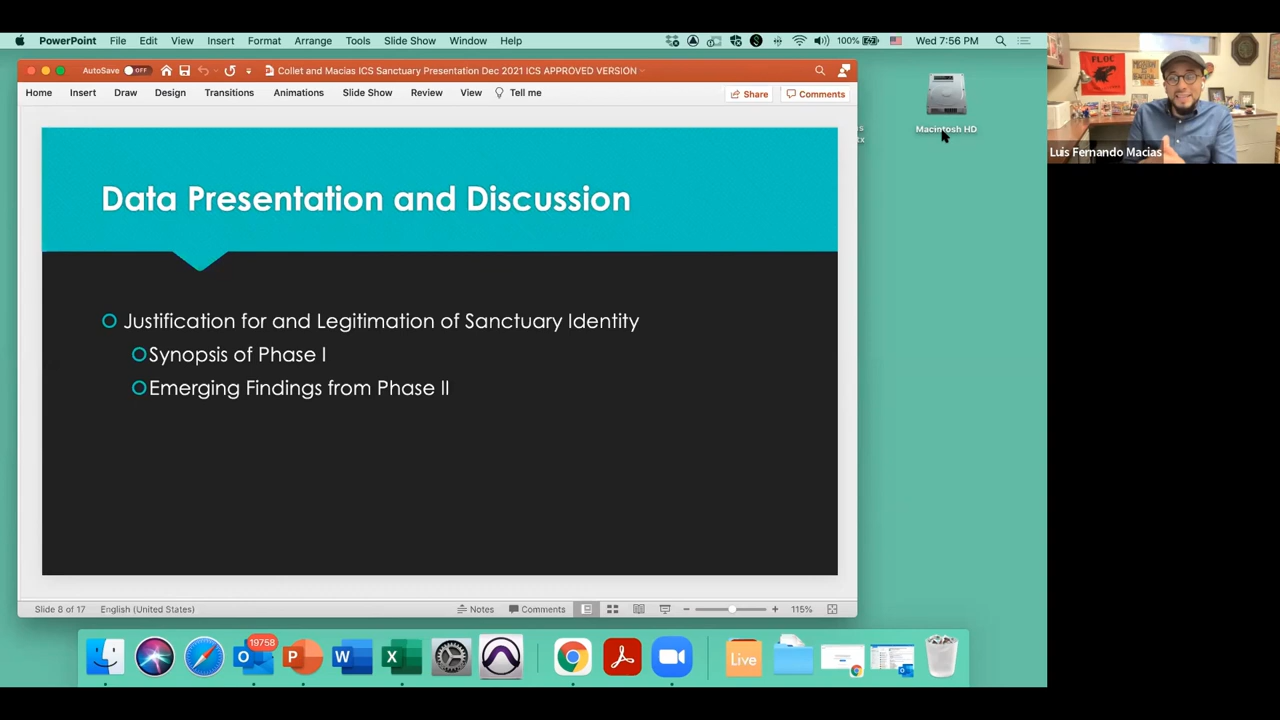 PowerPoint File Edit View Insert Format Arrange Tools Slide Show Window Help 100% Wed 7:56 PM
AutoSave OFF Collet and Macias ICS Sanctuary Presentation Dec 2021 ICS APPROVED VERSION
Home Insert Draw Design Transitions Animations Slide Show Review View Tell me Share Comments
Data Presentation and Discussion
Justification for and Legitimation of Sanctuary Identity
Synopsis of Phase I
Emerging Findings from Phase II
Slide 8 of 17 English (United States) Notes Comments 115%
Macintosh HD
FLOC
Luis Fernando Macias
19758
Live